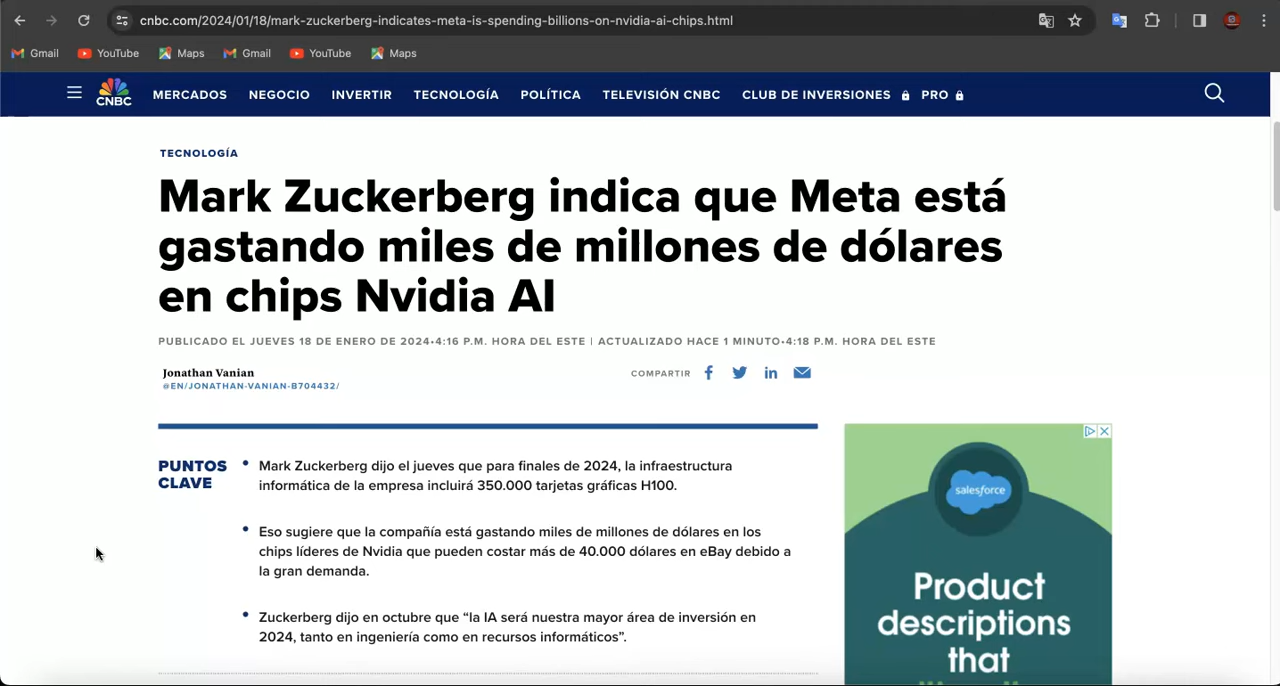 cnbc.com/2024/01/18/mark-zuckerberg-indicates-meta-is-spending-billions-on-nvidia-ai-chips.html
Gmail YouTube Maps Gmail YouTube Maps
CNBC MERCADOS NEGOCIO INVERTIR TECNOLOGÍA POLÍTICA TELEVISIÓN CNBC CLUB DE INVERSIONES PRO
TECNOLOGÍA
Mark Zuckerberg indica que Meta está
gastando miles de millones de dólares
en chips Nvidia AI
PUBLICADO EL JUEVES 18 DE ENERO DE 2024•4:16 P.M. HORA DEL ESTE | ACTUALIZADO HACE 1 MINUTO•4:18 P.M. HORA DEL ESTE
Jonathan Vanian
@EN/JONATHAN-VANIAN-B704432/
COMPARTIR
PUNTOS
CLAVE
• Mark Zuckerberg dijo el jueves que para finales de 2024, la infraestructura
informática de la empresa incluirá 350.000 tarjetas gráficas H100.
• Eso sugiere que la compañía está gastando miles de millones de dólares en los
chips líderes de Nvidia que pueden costar más de 40.000 dólares en eBay debido a
la gran demanda.
• Zuckerberg dijo en octubre que “la IA será nuestra mayor área de inversión en
2024, tanto en ingeniería como en recursos informáticos”.
salesforce
Product
descriptions
that